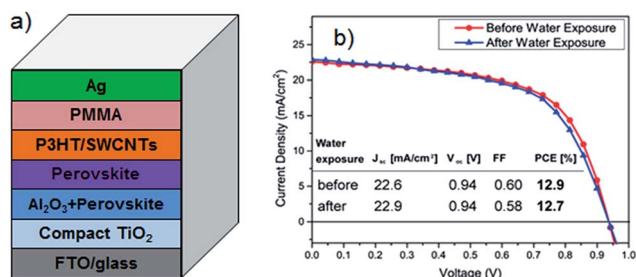 a)
Ag
PMMA
P3HT/SWCNTs
Perovskite
Al₂O₃+Perovskite
Compact TiO₂
FTO/glass
b)
Before Water Exposure
After Water Exposure
Current Density (mA/cm²)
30
25
20
15
10
5
0
Water exposure J_sc [mA/cm²] V_oc [V] FF PCE [%]
before 22.6 0.94 0.60 12.9
after 22.9 0.94 0.58 12.7
0.0 0.1 0.2 0.3 0.4 0.5 0.6 0.7 0.8 0.9 1.0
Voltage (V)